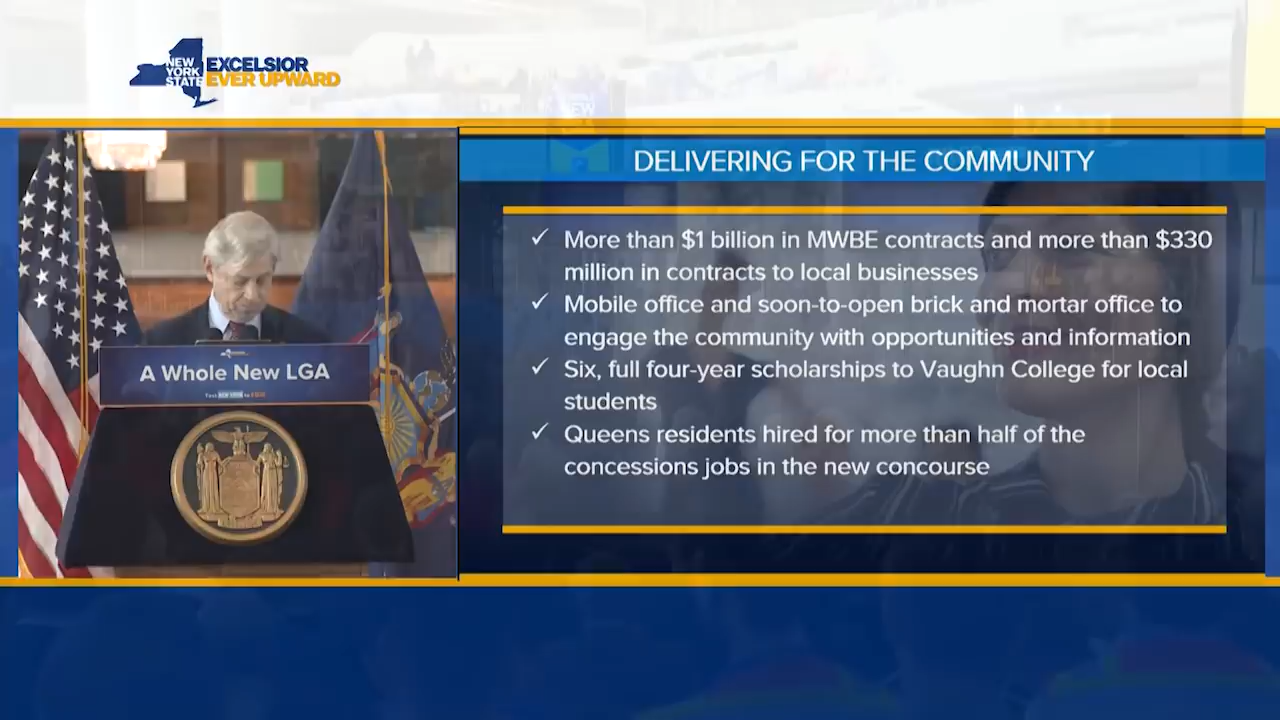 NEW
YORK
STATE
EXCELSIOR
EVER UPWARD
DELIVERING FOR THE COMMUNITY
✓ More than $1 billion in MWBE contracts and more than $330
million in contracts to local businesses
✓ Mobile office and soon-to-open brick and mortar office to
engage the community with opportunities and information
✓ Six, full four-year scholarships to Vaughn College for local
students
✓ Queens residents hired for more than half of the
concessions jobs in the new concourse
A Whole New LGA